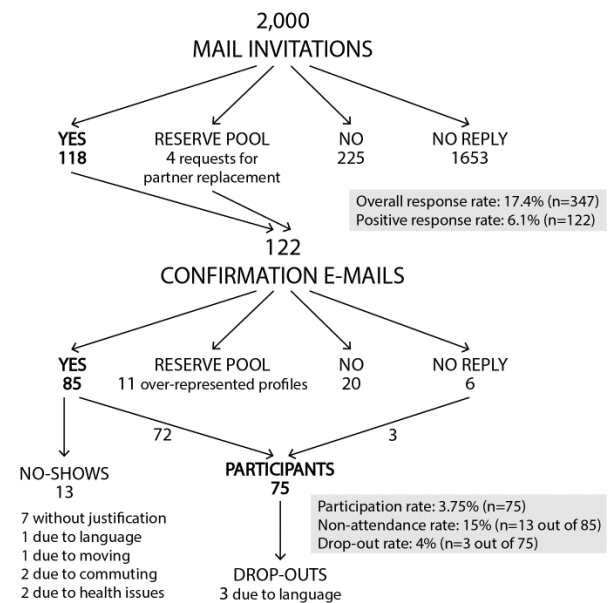 2,000
MAIL INVITATIONS
YES
118
RESERVE POOL
4 requests for
partner replacement
NO
225
NO REPLY
1653
Overall response rate: 17.4% (n=347)
Positive response rate: 6.1% (n=122)
122
CONFIRMATION E-MAILS
YES
85
RESERVE POOL
11 over-represented profiles
NO
20
NO REPLY
6
72
3
NO-SHOWS
13
7 without justification
1 due to language
1 due to moving
2 due to commuting
2 due to health issues
PARTICIPANTS
75
Participation rate: 3.75% (n=75)
Non-attendance rate: 15% (n=13 out of 85)
Drop-out rate: 4% (n=3 out of 75)
DROP-OUTS
3 due to language